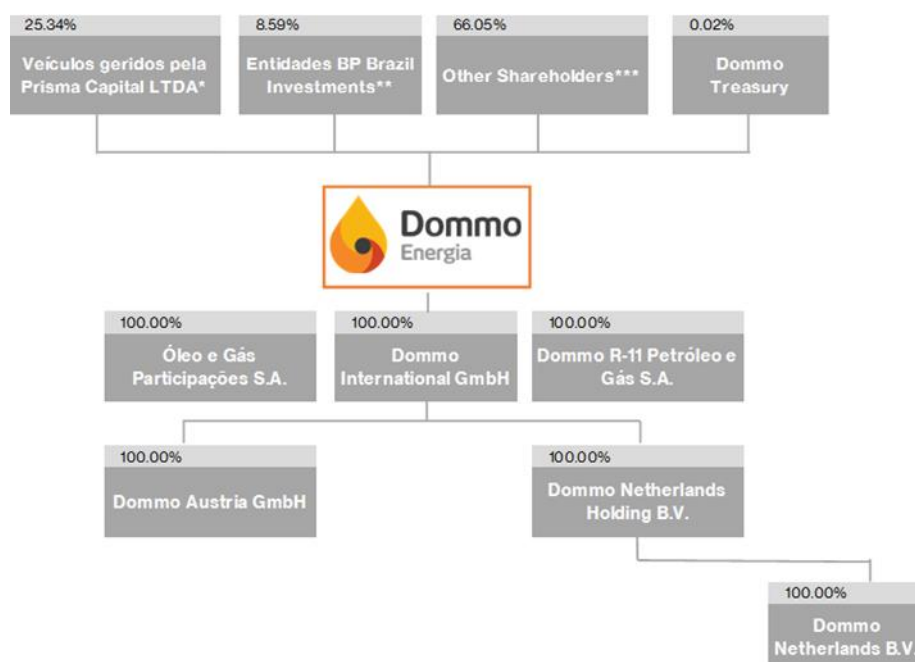 25.34%
Veículos geridos pela
Prisma Capital LTDA*
8.59%
Entidades BP Brazil
Investments**
66.05%
Other Shareholders***
0.02%
Dommo
Treasury
Dommo
Energia
100.00%
Óleo e Gás
Participações S.A.
100.00%
Dommo
International GmbH
100.00%
Dommo R-11 Petróleo e
Gás S.A.
100.00%
Dommo Austria GmbH
100.00%
Dommo Netherlands
Holding B.V.
100.00%
Dommo
Netherlands B.V.